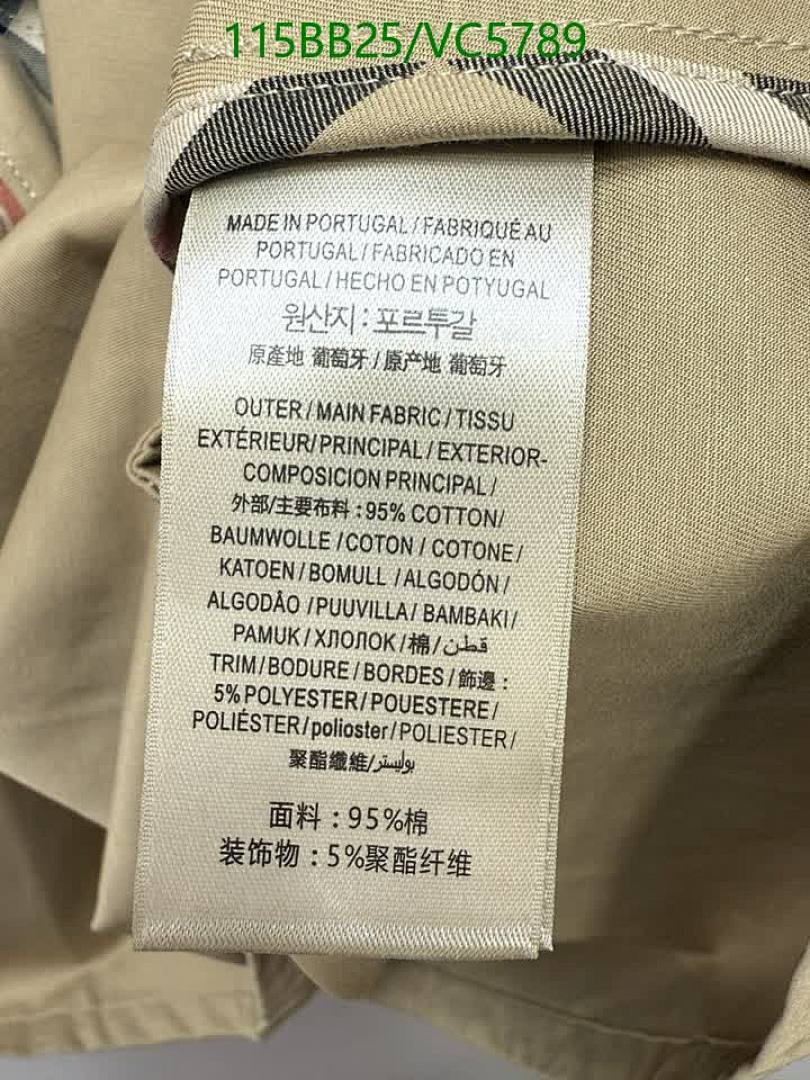 115BB25/VC5789
MADE IN PORTUGAL/FABRIQUÉ AU
PORTUGAL/FABRICADO EN
PORTUGAL/HECHO EN POTYUGAL
원산지:포르투갈
原產地 葡萄牙/原产地 葡萄牙
OUTER/MAIN FABRIC/TISSU
EXTÉRIEUR/PRINCIPAL/EXTERIOR-
COMPOSICION PRINCIPAL/
外部/主要布料:95% COTTON/
BAUMWOLLE/COTON/COTONE/
KATOEN/BOMULL/ALGODÓN/
ALGODÂO/PUUVILLA/BAMBAKI/
PAMUK/ХЛОПОК/棉/قطن
TRIM/BODURE/BORDES/飾邊:
5% POLYESTER/POUESTERE/
POLIÉSTER/polioster/POLIESTER/
聚酯纖維/بوليستر
面料:95%棉
装饰物:5%聚酯纤维